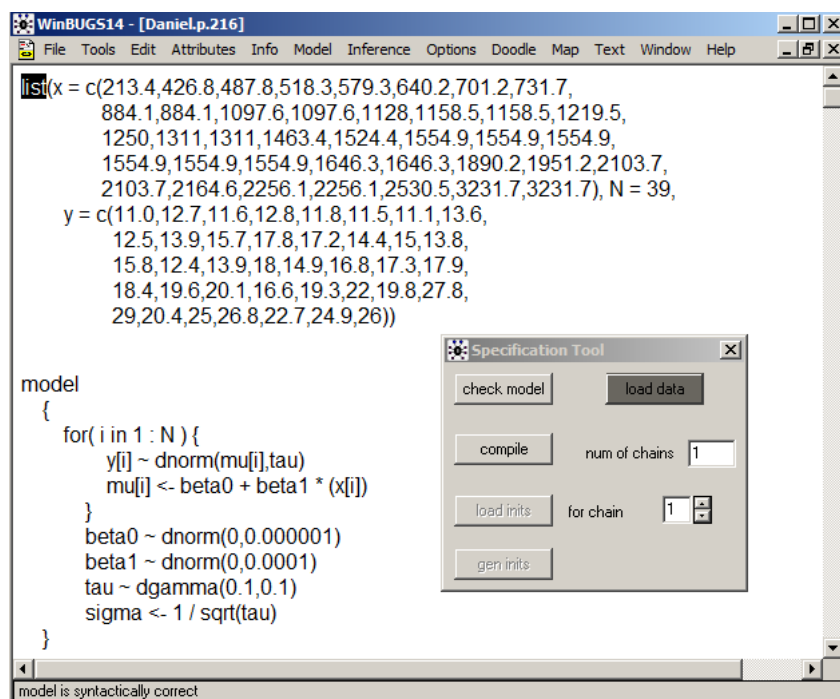 WinBUGS14 - [Daniel.p.216]
File Tools Edit Attributes Info Model Inference Options Doodle Map Text Window Help
list(x = c(213.4,426.8,487.8,518.3,579.3,640.2,701.2,731.7,
884.1,884.1,1097.6,1097.6,1128,1158.5,1158.5,1219.5,
1250,1311,1311,1463.4,1524.4,1554.9,1554.9,1554.9,
1554.9,1554.9,1554.9,1646.3,1646.3,1890.2,1951.2,2103.7,
2103.7,2164.6,2256.1,2256.1,2530.5,3231.7,3231.7), N = 39,
y = c(11.0,12.7,11.6,12.8,11.8,11.5,11.1,13.6,
12.5,13.9,15.7,17.8,17.2,14.4,15,13.8,
15.8,12.4,13.9,18,14.9,16.8,17.3,17.9,
18.4,19.6,20.1,16.6,19.3,22,19.8,27.8,
29,20.4,25,26.8,22.7,24.9,26))
model
{
for( i in 1 : N ) {
y[i] ~ dnorm(mu[i],tau)
mu[i] <- beta0 + beta1 * (x[i])
}
beta0 ~ dnorm(0,0.000001)
beta1 ~ dnorm(0,0.0001)
tau ~ dgamma(0.1,0.1)
sigma <- 1 / sqrt(tau)
}
Specification Tool
check model load data
compile num of chains 1
load inits for chain 1
gen inits
model is syntactically correct